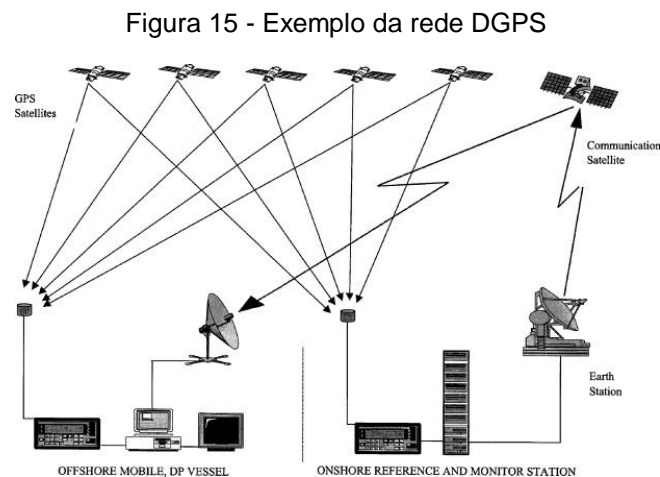 Figura 15 - Exemplo da rede DGPS
GPS
Satellites
Communication
Satellite
Earth
Station
OFFSHORE MOBILE, DP VESSEL
ONSHORE REFERENCE AND MONITOR STATION